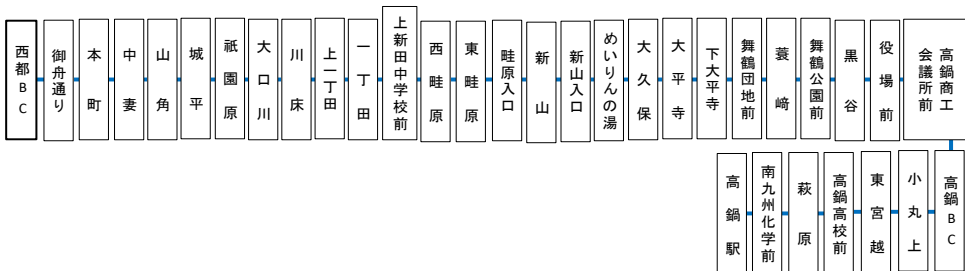 西都BC
御舟通り
本町
中妻
山角
城平
祇園原
大口川
川床
上一丁田
一丁田
上新田中学校前
西畦原
東畦原
畦原入口
新山
新山入口
めいりんの湯
大久保
大平寺
下大平寺
舞鶴団地前
蓑﨑
舞鶴公園前
黒谷
役場前
高鍋商工
会議所前
高鍋BC
小丸上
東宮越
高鍋高校前
萩原
南九州化学前
高鍋駅